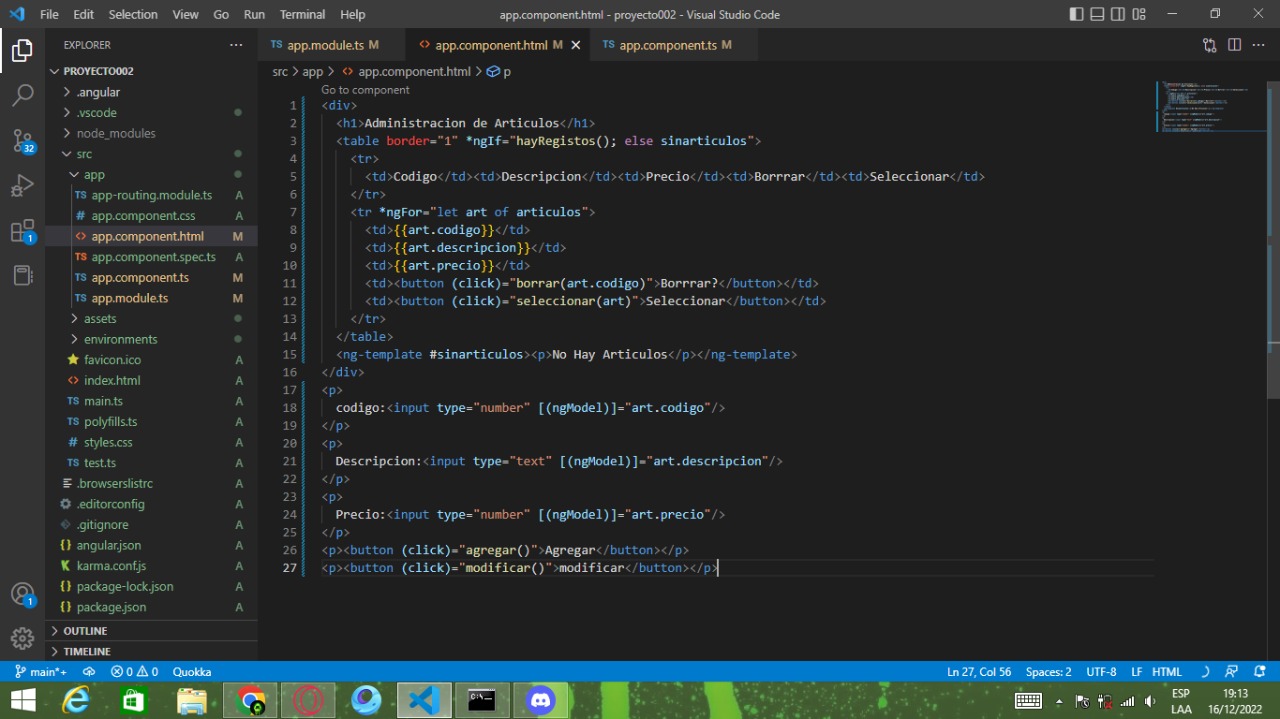 File Edit Selection View Go Run Terminal Help
app.component.html - proyecto002 - Visual Studio Code
EXPLORER
PROYECTO002
.angular
.vscode
node_modules
src
app
TS app-routing.module.ts A
# app.component.css A
<> app.component.html M
TS app.component.spec.ts A
TS app.component.ts M
TS app.module.ts M
assets
environments
favicon.ico A
<> index.html A
TS main.ts A
TS polyfills.ts A
# styles.css A
TS test.ts A
.browserslistrc A
.editorconfig A
.gitignore A
{} angular.json A
karma.conf.js A
{} package-lock.json A
{} package.json A
OUTLINE
TIMELINE
32
1
1
TS app.module.ts M
<> app.component.html M
TS app.component.ts M
src > app > <> app.component.html > p
Go to component
1 <div>
2 <h1>Administracion de Articulos</h1>
3 <table border="1" *ngIf="hayRegistos(); else sinarticulos">
4 <tr>
5 <td>Codigo</td><td>Descripcion</td><td>Precio</td><td>Borrrar</td><td>Seleccionar</td>
6 </tr>
7 <tr *ngFor="let art of articulos">
8 <td>{{art.codigo}}</td>
9 <td>{{art.descripcion}}</td>
10 <td>{{art.precio}}</td>
11 <td><button (click)="borrar(art.codigo)">Borrrar?</button></td>
12 <td><button (click)="seleccionar(art)">Seleccionar</button></td>
13 </tr>
14 </table>
15 <ng-template #sinarticulos><p>No Hay Articulos</p></ng-template>
16 </div>
17 <p>
18 codigo:<input type="number" [(ngModel)]="art.codigo"/>
19 </p>
20 <p>
21 Descripcion:<input type="text" [(ngModel)]="art.descripcion"/>
22 </p>
23 <p>
24 Precio:<input type="number" [(ngModel)]="art.precio"/>
25 </p>
26 <p><button (click)="agregar()">Agregar</button></p>
27 <p><button (click)="modificar()">modificar</button></p>
main*+ 0 0 Quokka
Ln 27, Col 56 Spaces: 2 UTF-8 LF HTML
ESP
LAA
19:13
16/12/2022